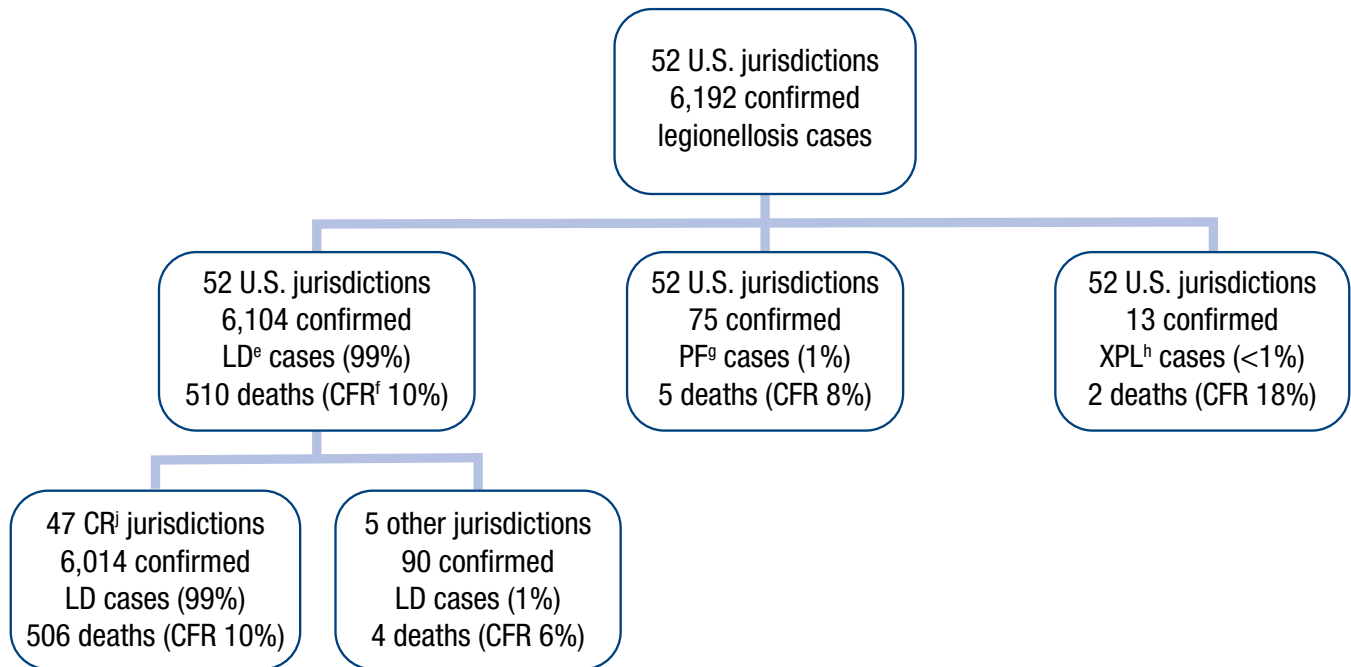 52 U.S. jurisdictions
6,192 confirmed
legionellosis cases
52 U.S. jurisdictions
6,104 confirmed
LDᵉ cases (99%)
510 deaths (CFRᶠ 10%)
52 U.S. jurisdictions
75 confirmed
PFᵍ cases (1%)
5 deaths (CFR 8%)
52 U.S. jurisdictions
13 confirmed
XPLʰ cases (<1%)
2 deaths (CFR 18%)
47 CRʲ jurisdictions
6,014 confirmed
LD cases (99%)
506 deaths (CFR 10%)
5 other jurisdictions
90 confirmed
LD cases (1%)
4 deaths (CFR 6%)